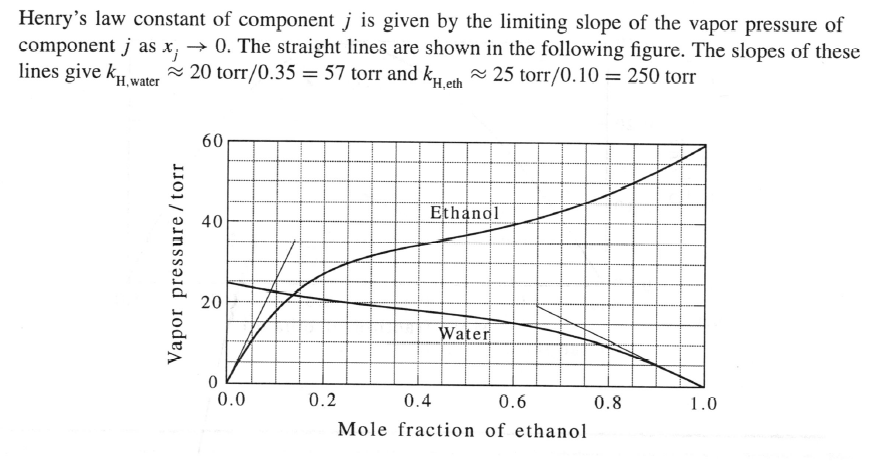 Henry's law constant of component j is given by the limiting slope of the vapor pressure of
component j as xⱼ → 0. The straight lines are shown in the following figure. The slopes of these
lines give k_H,water ≈ 20 torr/0.35 = 57 torr and k_H,eth ≈ 25 torr/0.10 = 250 torr
60
Ethanol
40
Vapor pressure/torr
20
Water
0
0.0 0.2 0.4 0.6 0.8 1.0
Mole fraction of ethanol